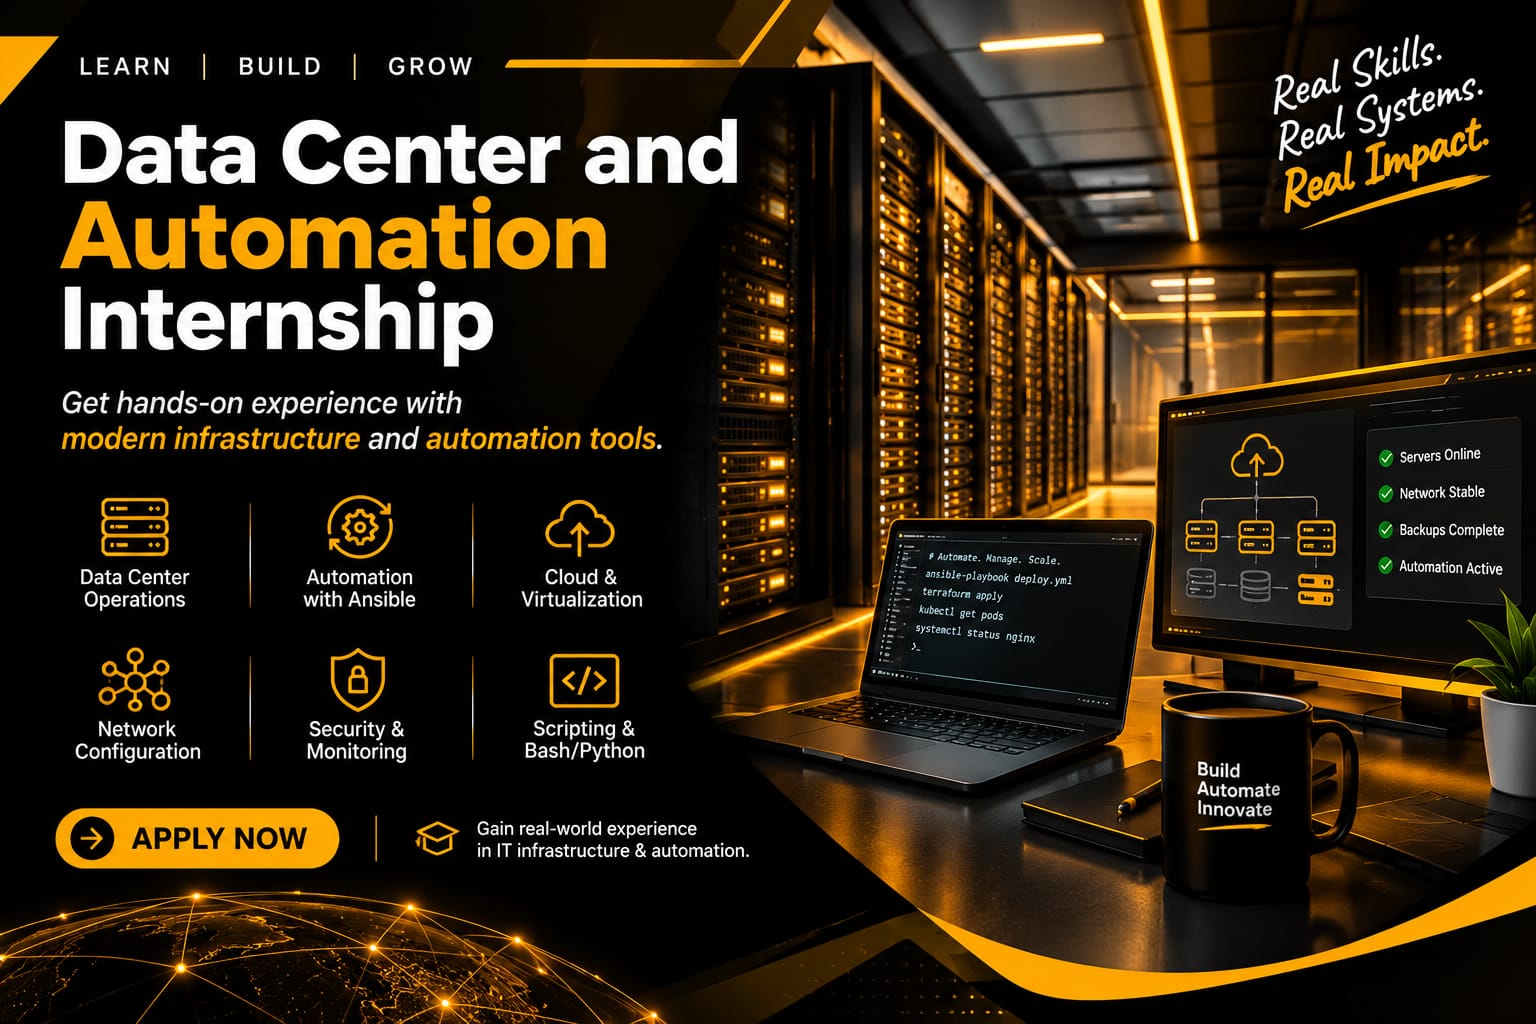 LEARN | BUILD | GROW
Data Center and
Automation
Internship
Get hands-on experience with
modern infrastructure and automation tools.
Data Center
Operations
Automation
with Ansible
Cloud &
Virtualization
Network
Configuration
Security &
Monitoring
</>
Scripting &
Bash/Python
APPLY NOW
Gain real-world experience
in IT infrastructure & automation.
Real Skills.
Real Systems.
Real Impact.
# Automate. Manage. Scale.
ansible-playbook deploy.yml
terraform apply
kubectl get pods
systemctl status nginx
>_
Servers Online
Network Stable
Backups Complete
Automation Active
Build
Automate
Innovate